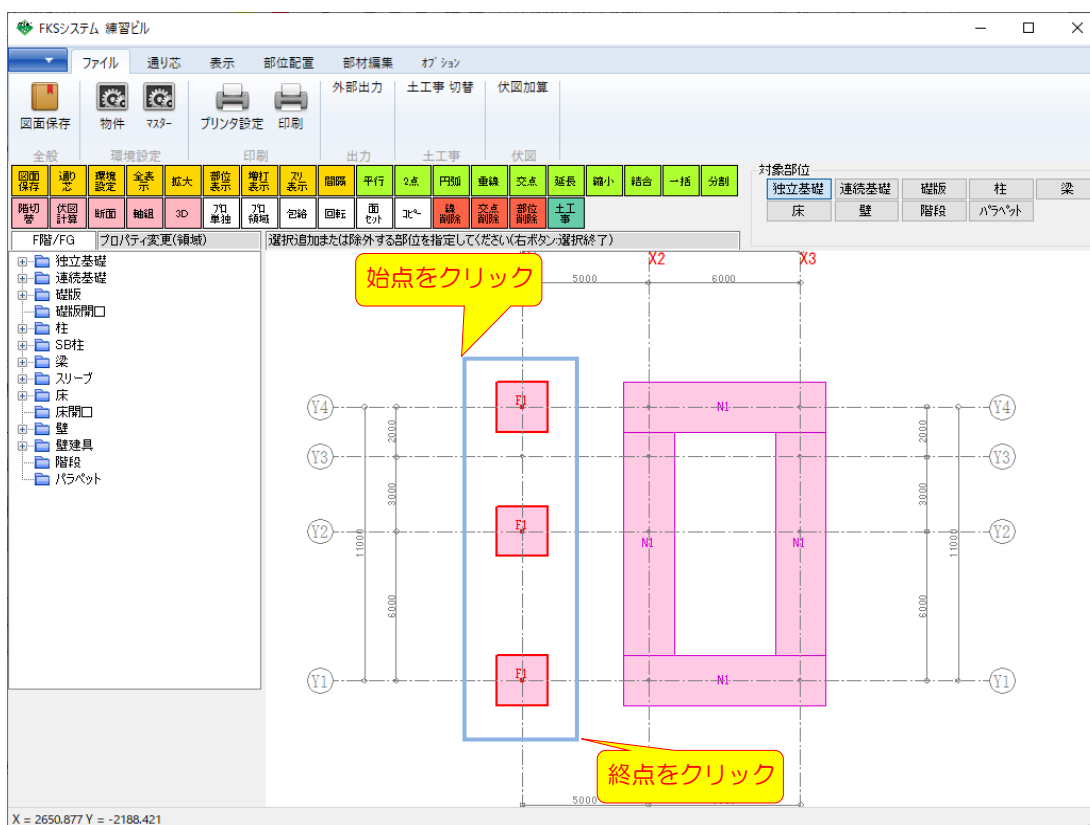 FKSシステム 練習ビル
ファイル 通り芯 表示 部位配置 部材編集 オプション
図面保存 物件 マスター プリンタ設定 印刷 外部出力 土工事 切替 伏図加算
全般 環境設定 印刷 出力 土工事 伏図
図面保存 通り芯 環境設定 全表示 拡大 部位表示 増打表示 フリ表示 間隔 平行 2点 円弧 垂線 交点 延長 縮小 結合 一括 分割
階切替 伏図計算 断面 軸組 3D プロ単独 プロ領域 包絡 回転 面セット コピー 線削除 交点削除 部位削除 土工事
対象部位
独立基礎 連続基礎 礎版 柱 梁
床 壁 階段 パラペット
F階/FG プロパティ変更(領域) 選択追加または除外する部位を指定してください(右ボタン:選択終了)
独立基礎
連続基礎
礎版
礎版開口
柱
SB柱
梁
スリーブ
床
床開口
壁
壁建具
階段
パラペット
始点をクリック
X2 X3
5000 6000
Y4 F1 N1 Y4
2000 2000
Y3 Y3
3000 3000
Y2 F1 Y2
11000 N1 N1 11000
6000 6000
Y1 F1 N1 Y1
終点をクリック
5000
X = 2650.877 Y = -2188.421